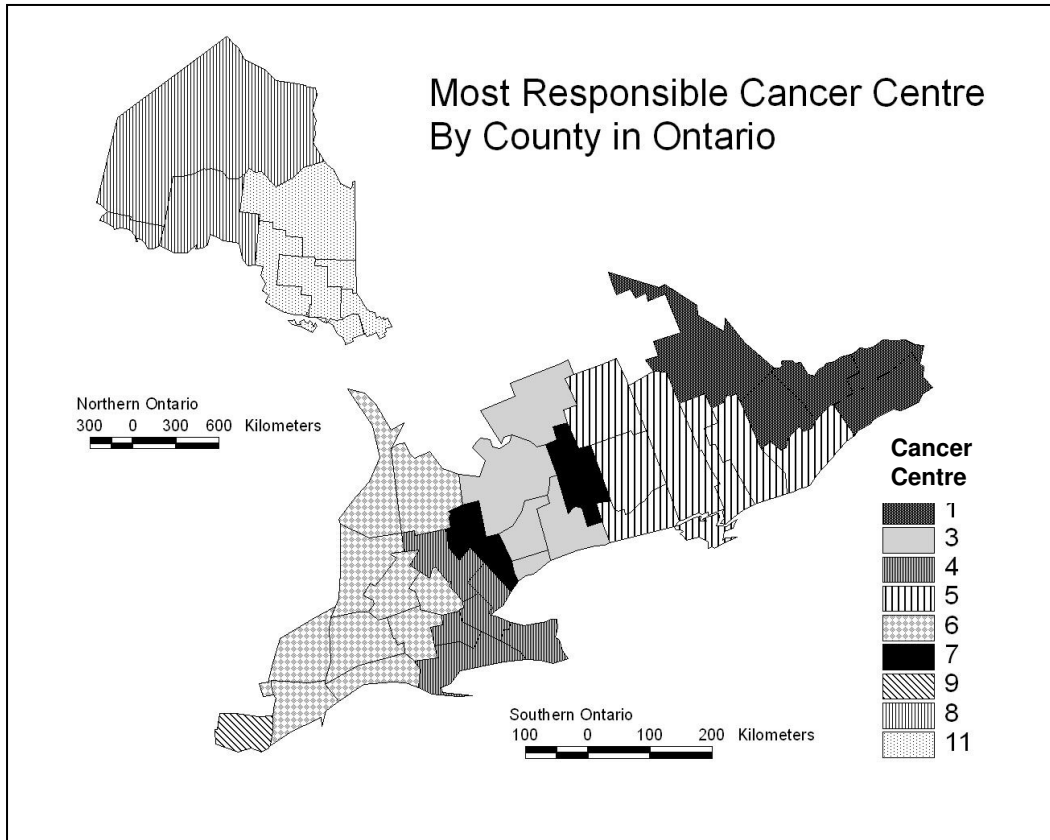 Most Responsible Cancer Centre
By County in Ontario
Northern Ontario
300 0 300 600 Kilometers
Cancer
Centre
1
3
4
5
6
7
9
8
11
Southern Ontario
100 0 100 200 Kilometers